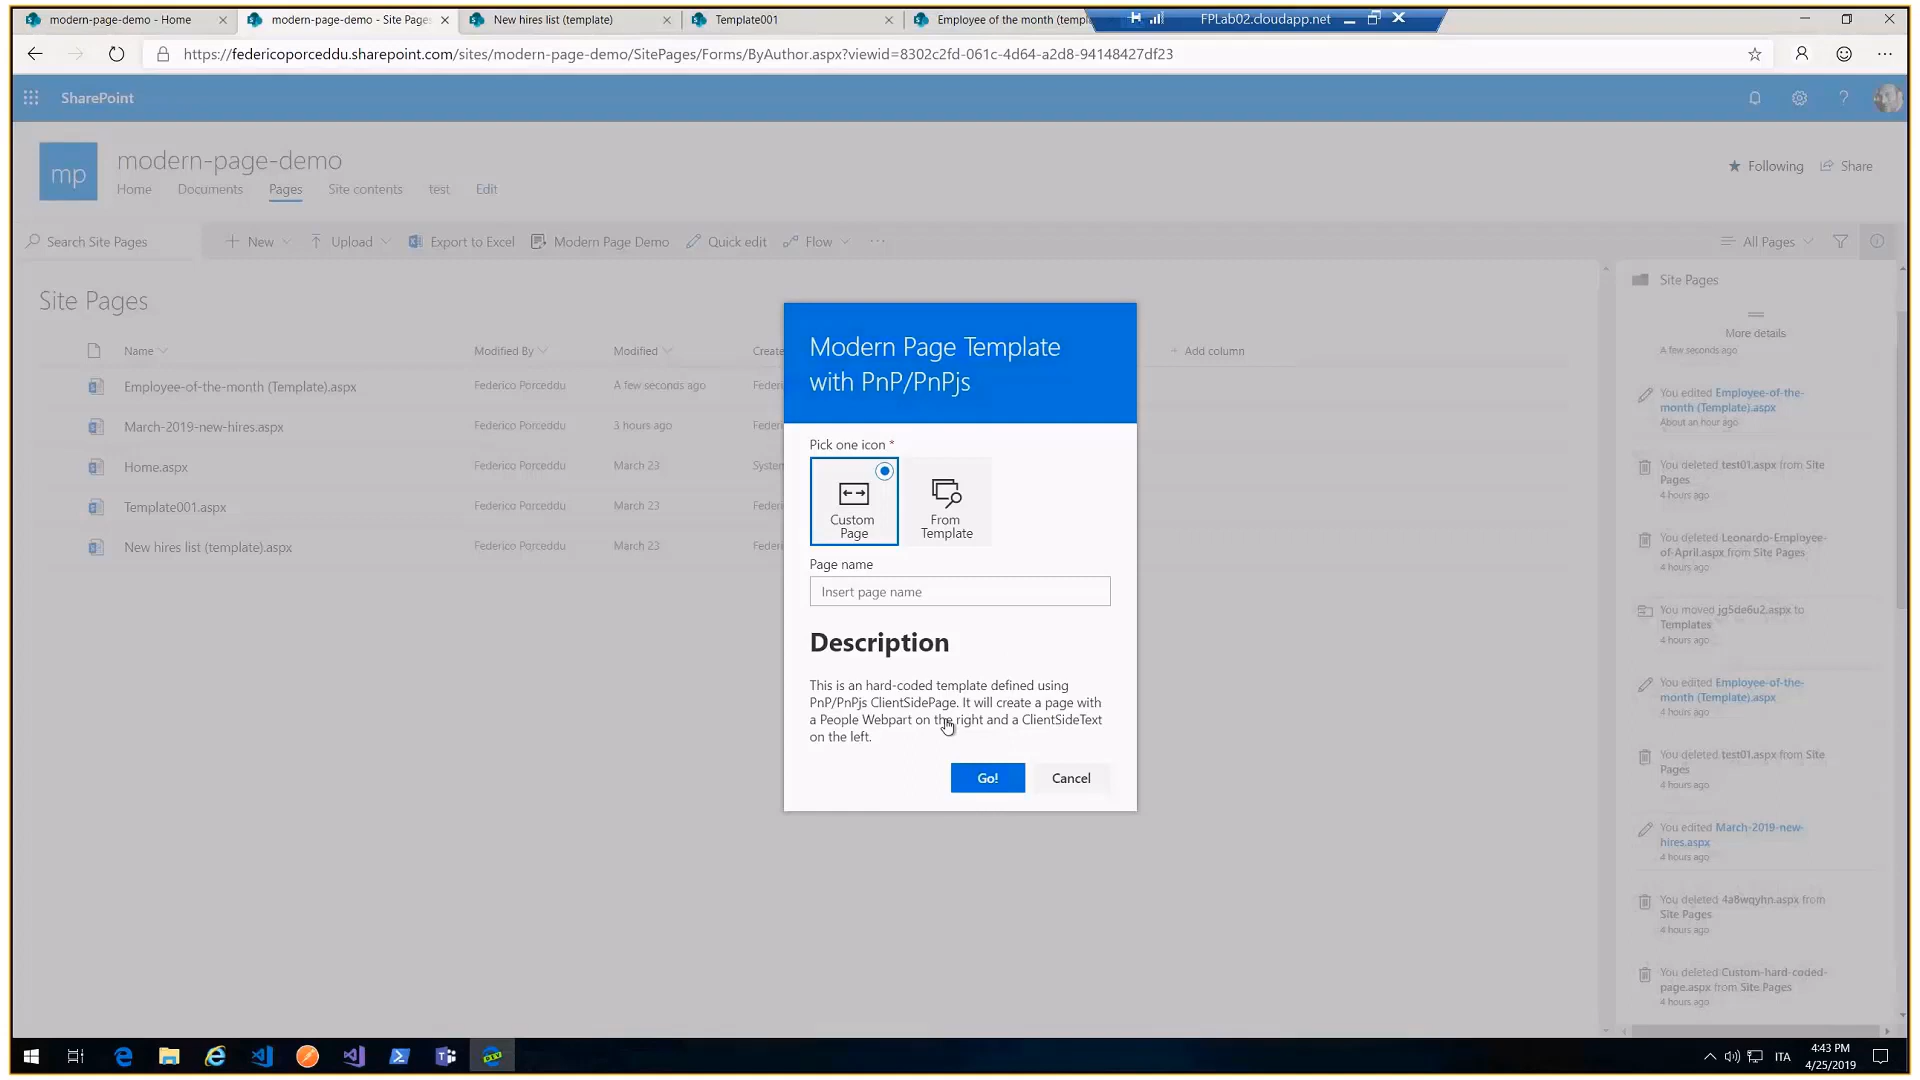 modern-page-demo - Home
modern-page-demo - Site Pages
New hires list (template)
Template001
Employee of the month (templ
FPLab02.cloudapp.net
https://federicoporceddu.sharepoint.com/sites/modern-page-demo/SitePages/Forms/ByAuthor.aspx?viewid=8302c2fd-061c-4d64-a2d8-94148427df23
SharePoint
mp
modern-page-demo
Home Documents Pages Site contents test Edit
Following Share
Search Site Pages
New Upload Export to Excel Modern Page Demo Quick edit Flow ...
All Pages
Site Pages
Name Modified By Modified Create Add column
Employee-of-the-month (Template).aspx Federico Porceddu A few seconds ago Federi
March-2019-new-hires.aspx Federico Porceddu 3 hours ago Federi
Home.aspx Federico Porceddu March 23 System
Template001.aspx Federico Porceddu March 23 Federi
New hires list (template).aspx Federico Porceddu March 23 Federi
Modern Page Template
with PnP/PnPjs
Pick one icon *
Custom
Page
From
Template
Page name
Insert page name
Description
This is an hard-coded template defined using
PnP/PnPjs ClientSidePage. It will create a page with
a People Webpart on the right and a ClientSideText
on the left.
Go! Cancel
Site Pages
More details
A few seconds ago
You edited Employee-of-the-
month (Template).aspx
About an hour ago
You deleted test01.aspx from Site
Pages
4 hours ago
You deleted Leonardo-Employee-
of-April.aspx from Site Pages
4 hours ago
You moved jg5de6u2.aspx to
Templates
4 hours ago
You edited Employee-of-the-
month (Template).aspx
4 hours ago
You deleted test01.aspx from Site
Pages
4 hours ago
You edited March-2019-new-
hires.aspx
4 hours ago
You deleted 4a8wqyhn.aspx from
Site Pages
4 hours ago
You deleted Custom-hard-coded-
page.aspx from Site Pages
4 hours ago
ITA
4:43 PM
4/25/2019